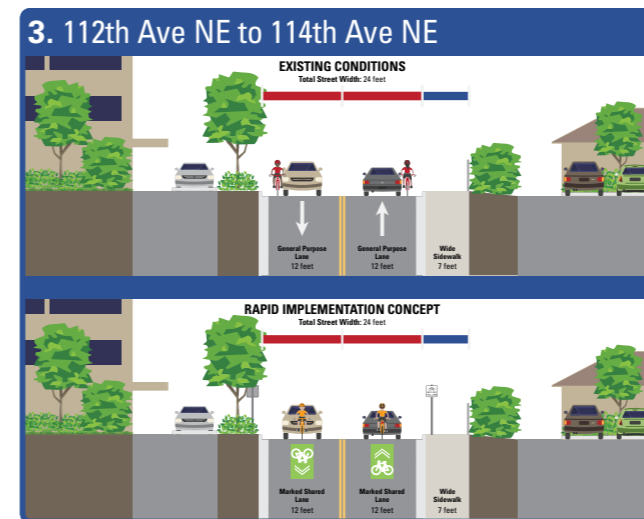 3. 112th Ave NE to 114th Ave NE
EXISTING CONDITIONS
Total Street Width: 24 feet
General Purpose
Lane
12 feet
General Purpose
Lane
12 feet
Wide
Sidewalk
7 feet
RAPID IMPLEMENTATION CONCEPT
Total Street Width: 24 feet
Marked Shared
Lane
12 feet
Marked Shared
Lane
12 feet
Wide
Sidewalk
7 feet